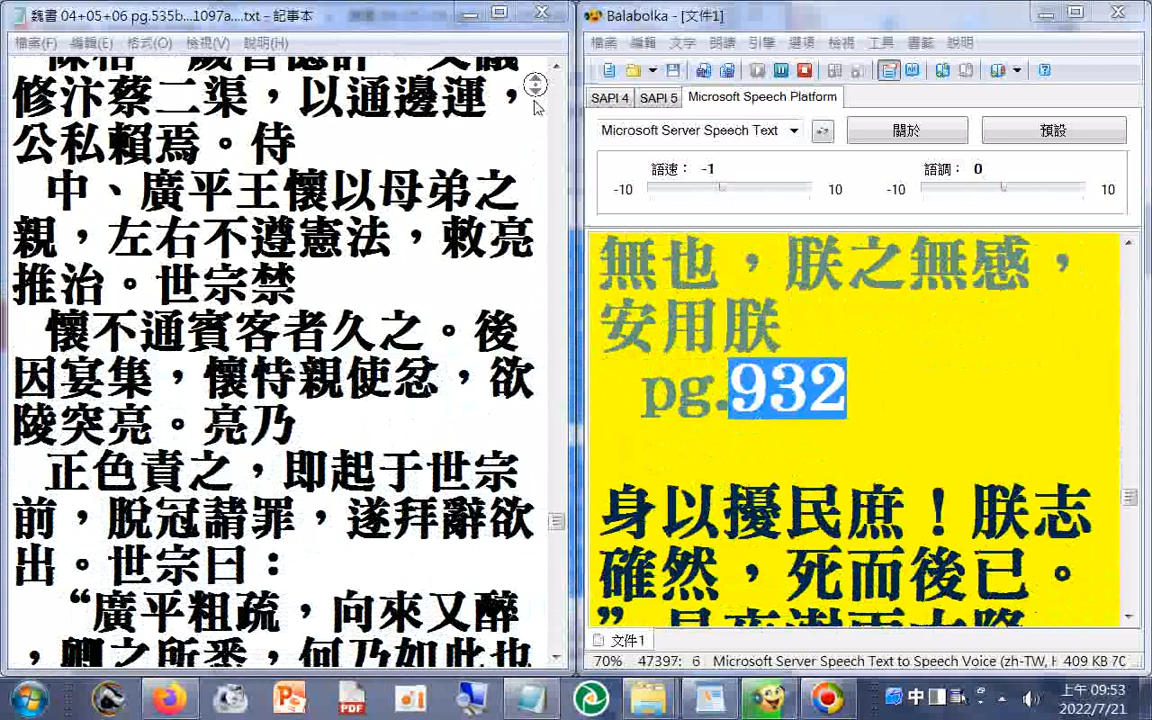 魏書 04+05+06 pg.535b...1097a....txt - 記事本
檔案(F) 編輯(E) 格式(O) 檢視(V) 說明(H)
修汴蔡二渠，以通邊運，
公私賴焉。侍
中、廣平王懷以母弟之
親，左右不遵憲法，敕亮
推治。世宗禁
懷不通賓客者久之。後
因宴集，懷恃親使忿，欲
陵突亮。亮乃
正色責之，即起于世宗
前，脫冠請罪，遂拜辭欲
出。世宗曰：
“廣平粗疏，向來又醉
，卿之所悉，何乃如此也
Balabolka - [文件1]
檔案 編輯 文字 朗讀 引擎 選項 檢視 工具 書籤 說明
SAPI 4 SAPI 5 Microsoft Speech Platform
Microsoft Server Speech Text 關於 預設
語速： -1 語調： 0
-10 10 -10 10
無也，朕之無感，
安用朕
pg.932
身以擾民庶！朕志
確然，死而後已。
文件1
70% 47397: 6 Microsoft Server Speech Text to Speech Voice (zh-TW, H 409 KB
中
上午 09:53
2022/7/21